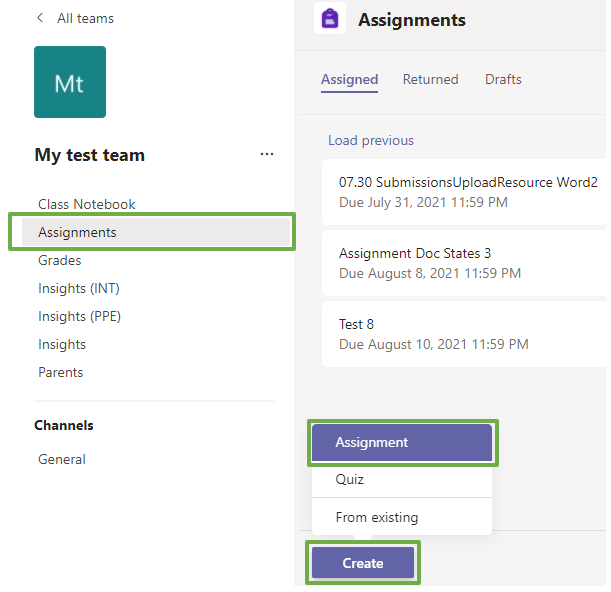 All teams
Mt
My test team
...
Class Notebook
Assignments
Grades
Insights (INT)
Insights (PPE)
Insights
Parents
Channels
General
Assignments
Assigned Returned Drafts
Load previous
07.30 SubmissionsUploadResource Word2
Due July 31, 2021 11:59 PM
Assignment Doc States 3
Due August 8, 2021 11:59 PM
Test 8
Due August 10, 2021 11:59 PM
Assignment
Quiz
From existing
Create